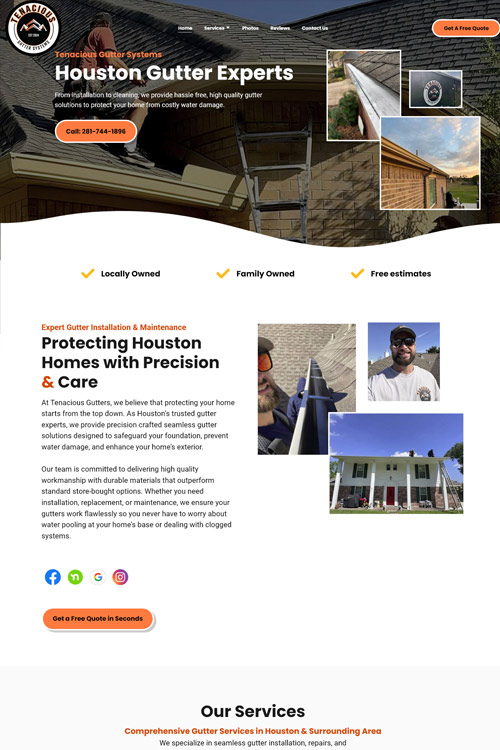 TENACIOUS
EST 2024
GUTTER SYSTEMS
Home Services Photos Reviews Contact Us
Get A Free Quote
Tenacious Gutter Systems
Houston Gutter Experts
From installation to cleaning, we provide hassle free, high quality gutter
solutions to protect your home from costly water damage.
Call: 281-744-1896
Locally Owned
Family Owned
Free estimates
Expert Gutter Installation & Maintenance
Protecting Houston
Homes with Precision
& Care
At Tenacious Gutters, we believe that protecting your home
starts from the top down. As Houston's trusted gutter
experts, we provide precision crafted seamless gutter
solutions designed to safeguard your foundation, prevent
water damage, and enhance your home's exterior.
Our team is committed to delivering high quality
workmanship with durable materials that outperform
standard store-bought options. Whether you need
installation, replacement, or maintenance, we ensure your
gutters work flawlessly so you never have to worry about
water pooling at your home's base or dealing with clogged
systems.
Get a Free Quote in Seconds
Our Services
Comprehensive Gutter Services in Houston & Surrounding Area
We specialize in seamless gutter installation, repairs, and